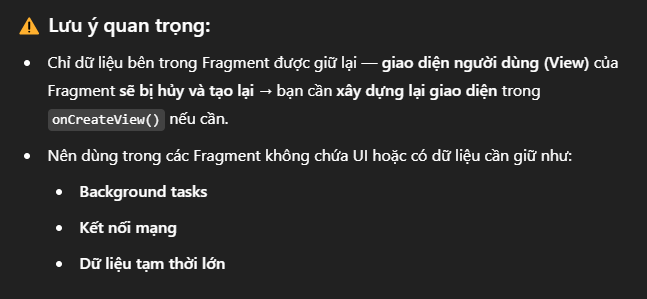 ⚠️ Lưu ý quan trọng:
• Chỉ dữ liệu bên trong Fragment được giữ lại — giao diện người dùng (View) của
Fragment sẽ bị hủy và tạo lại → bạn cần xây dựng lại giao diện trong
onCreateView() nếu cần.
• Nên dùng trong các Fragment không chứa UI hoặc có dữ liệu cần giữ như:
• Background tasks
• Kết nối mạng
• Dữ liệu tạm thời lớn